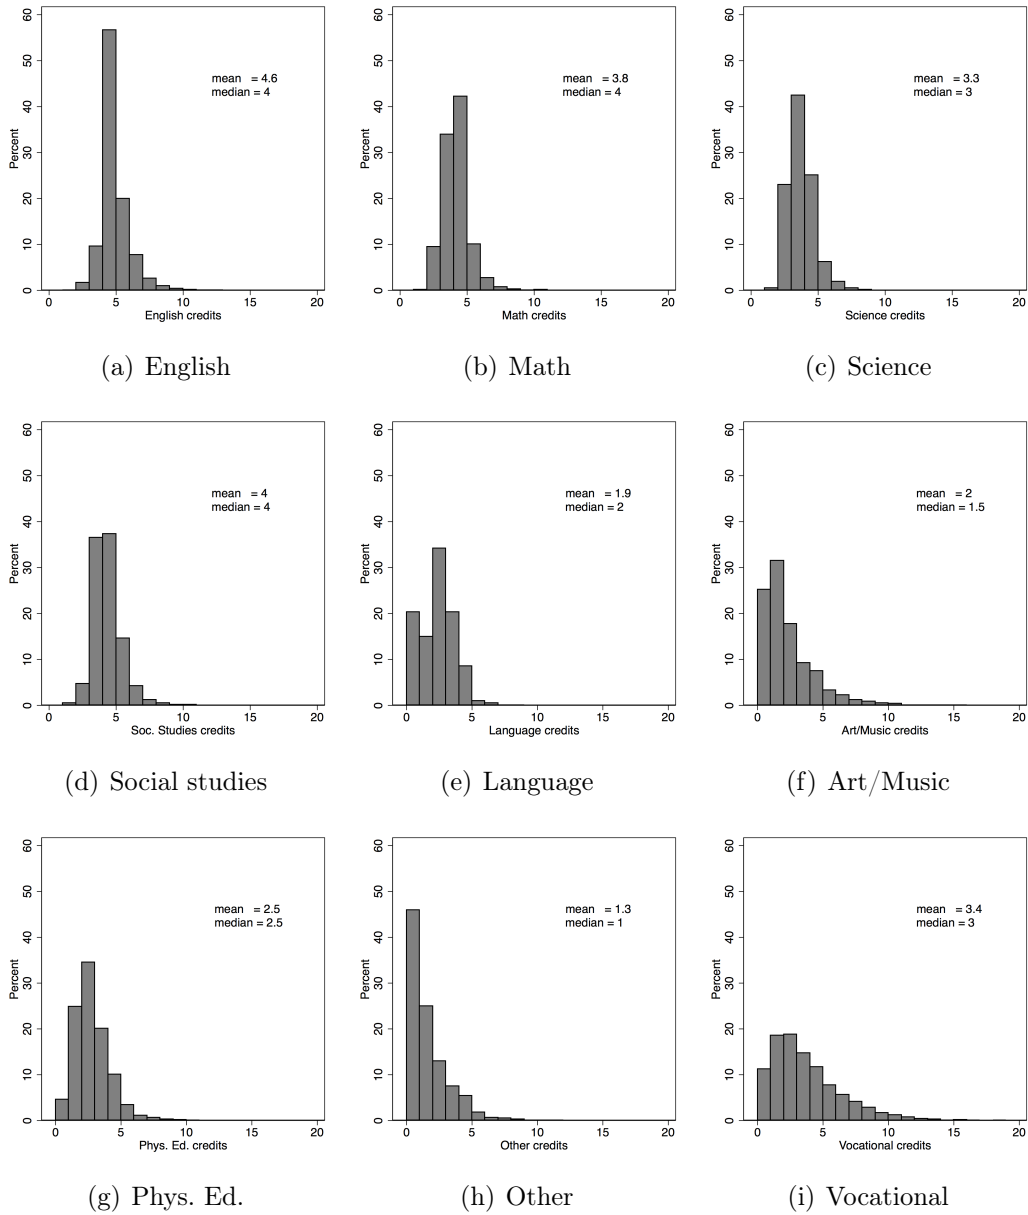 60
50
40
30
20
10
0
Percent
mean = 4.6
median = 4
0 5 10 15 20
English credits
(a) English
60
50
40
30
20
10
0
Percent
mean = 3.8
median = 4
0 5 10 15 20
Math credits
(b) Math
60
50
40
30
20
10
0
Percent
mean = 3.3
median = 3
0 5 10 15 20
Science credits
(c) Science
60
50
40
30
20
10
0
Percent
mean = 4
median = 4
0 5 10 15 20
Soc. Studies credits
(d) Social studies
60
50
40
30
20
10
0
Percent
mean = 1.9
median = 2
0 5 10 15 20
Language credits
(e) Language
60
50
40
30
20
10
0
Percent
mean = 2
median = 1.5
0 5 10 15 20
Art/Music credits
(f) Art/Music
60
50
40
30
20
10
0
Percent
mean = 2.5
median = 2.5
0 5 10 15 20
Phys. Ed. credits
(g) Phys. Ed.
60
50
40
30
20
10
0
Percent
mean = 1.3
median = 1
0 5 10 15 20
Other credits
(h) Other
60
50
40
30
20
10
0
Percent
mean = 3.4
median = 3
0 5 10 15 20
Vocational credits
(i) Vocational